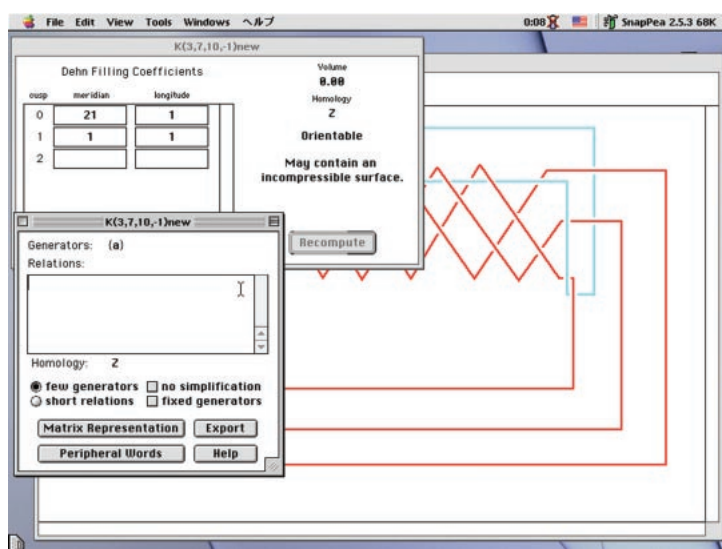 File Edit View Tools Windows ヘルプ 0:08 SnapPea 2.5.3 68K
K(3,7,10,-1)new
Dehn Filling Coefficients
cusp meridian longitude
0 21 1
1 1 1
2
Volume
0.00
Homology
Z
Orientable
May contain an
incompressible surface.
Recompute
K(3,7,10,-1)new
Generators: (a)
Relations:
Homology: Z
few generators no simplification
short relations fixed generators
Matrix Representation Export
Peripheral Words Help